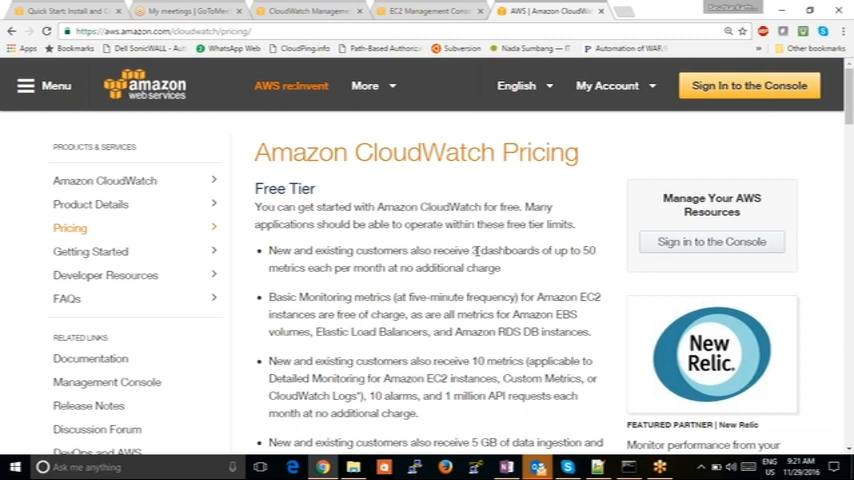 Quick Start: Install and C
My meetings | GoToMee
CloudWatch Manageme
EC2 Management Cons
AWS | Amazon CloudWa
https://aws.amazon.com/cloudwatch/pricing/
Apps
Bookmarks
Dell SonicWALL - Aut
WhatsApp Web
CloudPing.info
Path-Based Authoriza
Subversion
Nada Sumbang — IT
Automation of WAR/
Other bookmarks
Menu
amazon
web services
AWS re:Invent
More
English
My Account
Sign In to the Console
PRODUCTS & SERVICES
Amazon CloudWatch
Product Details
Pricing
Getting Started
Developer Resources
FAQs
RELATED LINKS
Documentation
Management Console
Release Notes
Discussion Forum
DevOps and AWS
Amazon CloudWatch Pricing
Free Tier
You can get started with Amazon CloudWatch for free. Many
applications should be able to operate within these free tier limits.
• New and existing customers also receive 3 dashboards of up to 50
metrics each per month at no additional charge
• Basic Monitoring metrics (at five-minute frequency) for Amazon EC2
instances are free of charge, as are all metrics for Amazon EBS
volumes, Elastic Load Balancers, and Amazon RDS DB instances.
• New and existing customers also receive 10 metrics (applicable to
Detailed Monitoring for Amazon EC2 instances, Custom Metrics, or
CloudWatch Logs*), 10 alarms, and 1 million API requests each
month at no additional charge.
• New and existing customers also receive 5 GB of data ingestion and
Manage Your AWS
Resources
Sign in to the Console
New
Relic.
FEATURED PARTNER | New Relic
Monitor performance from your
Ask me anything
ENG
US
9:21 AM
11/29/2016